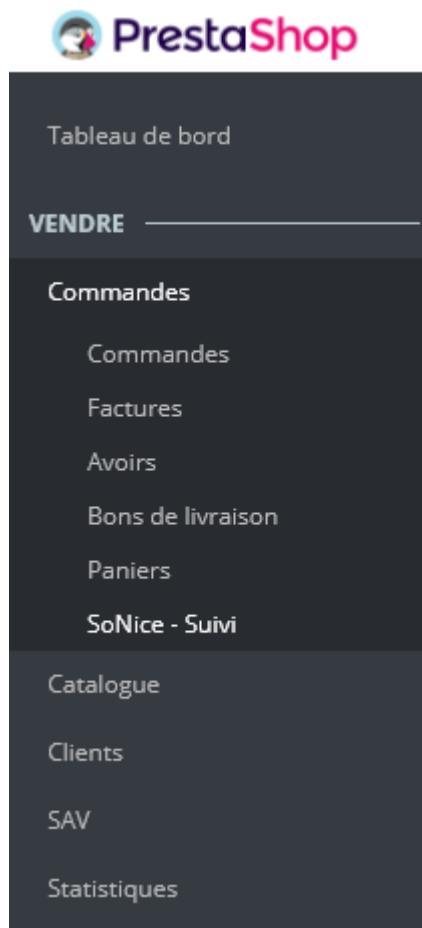 PrestaShop
Tableau de bord
VENDRE
Commandes
Commandes
Factures
Avoirs
Bons de livraison
Paniers
SoNice - Suivi
Catalogue
Clients
SAV
Statistiques